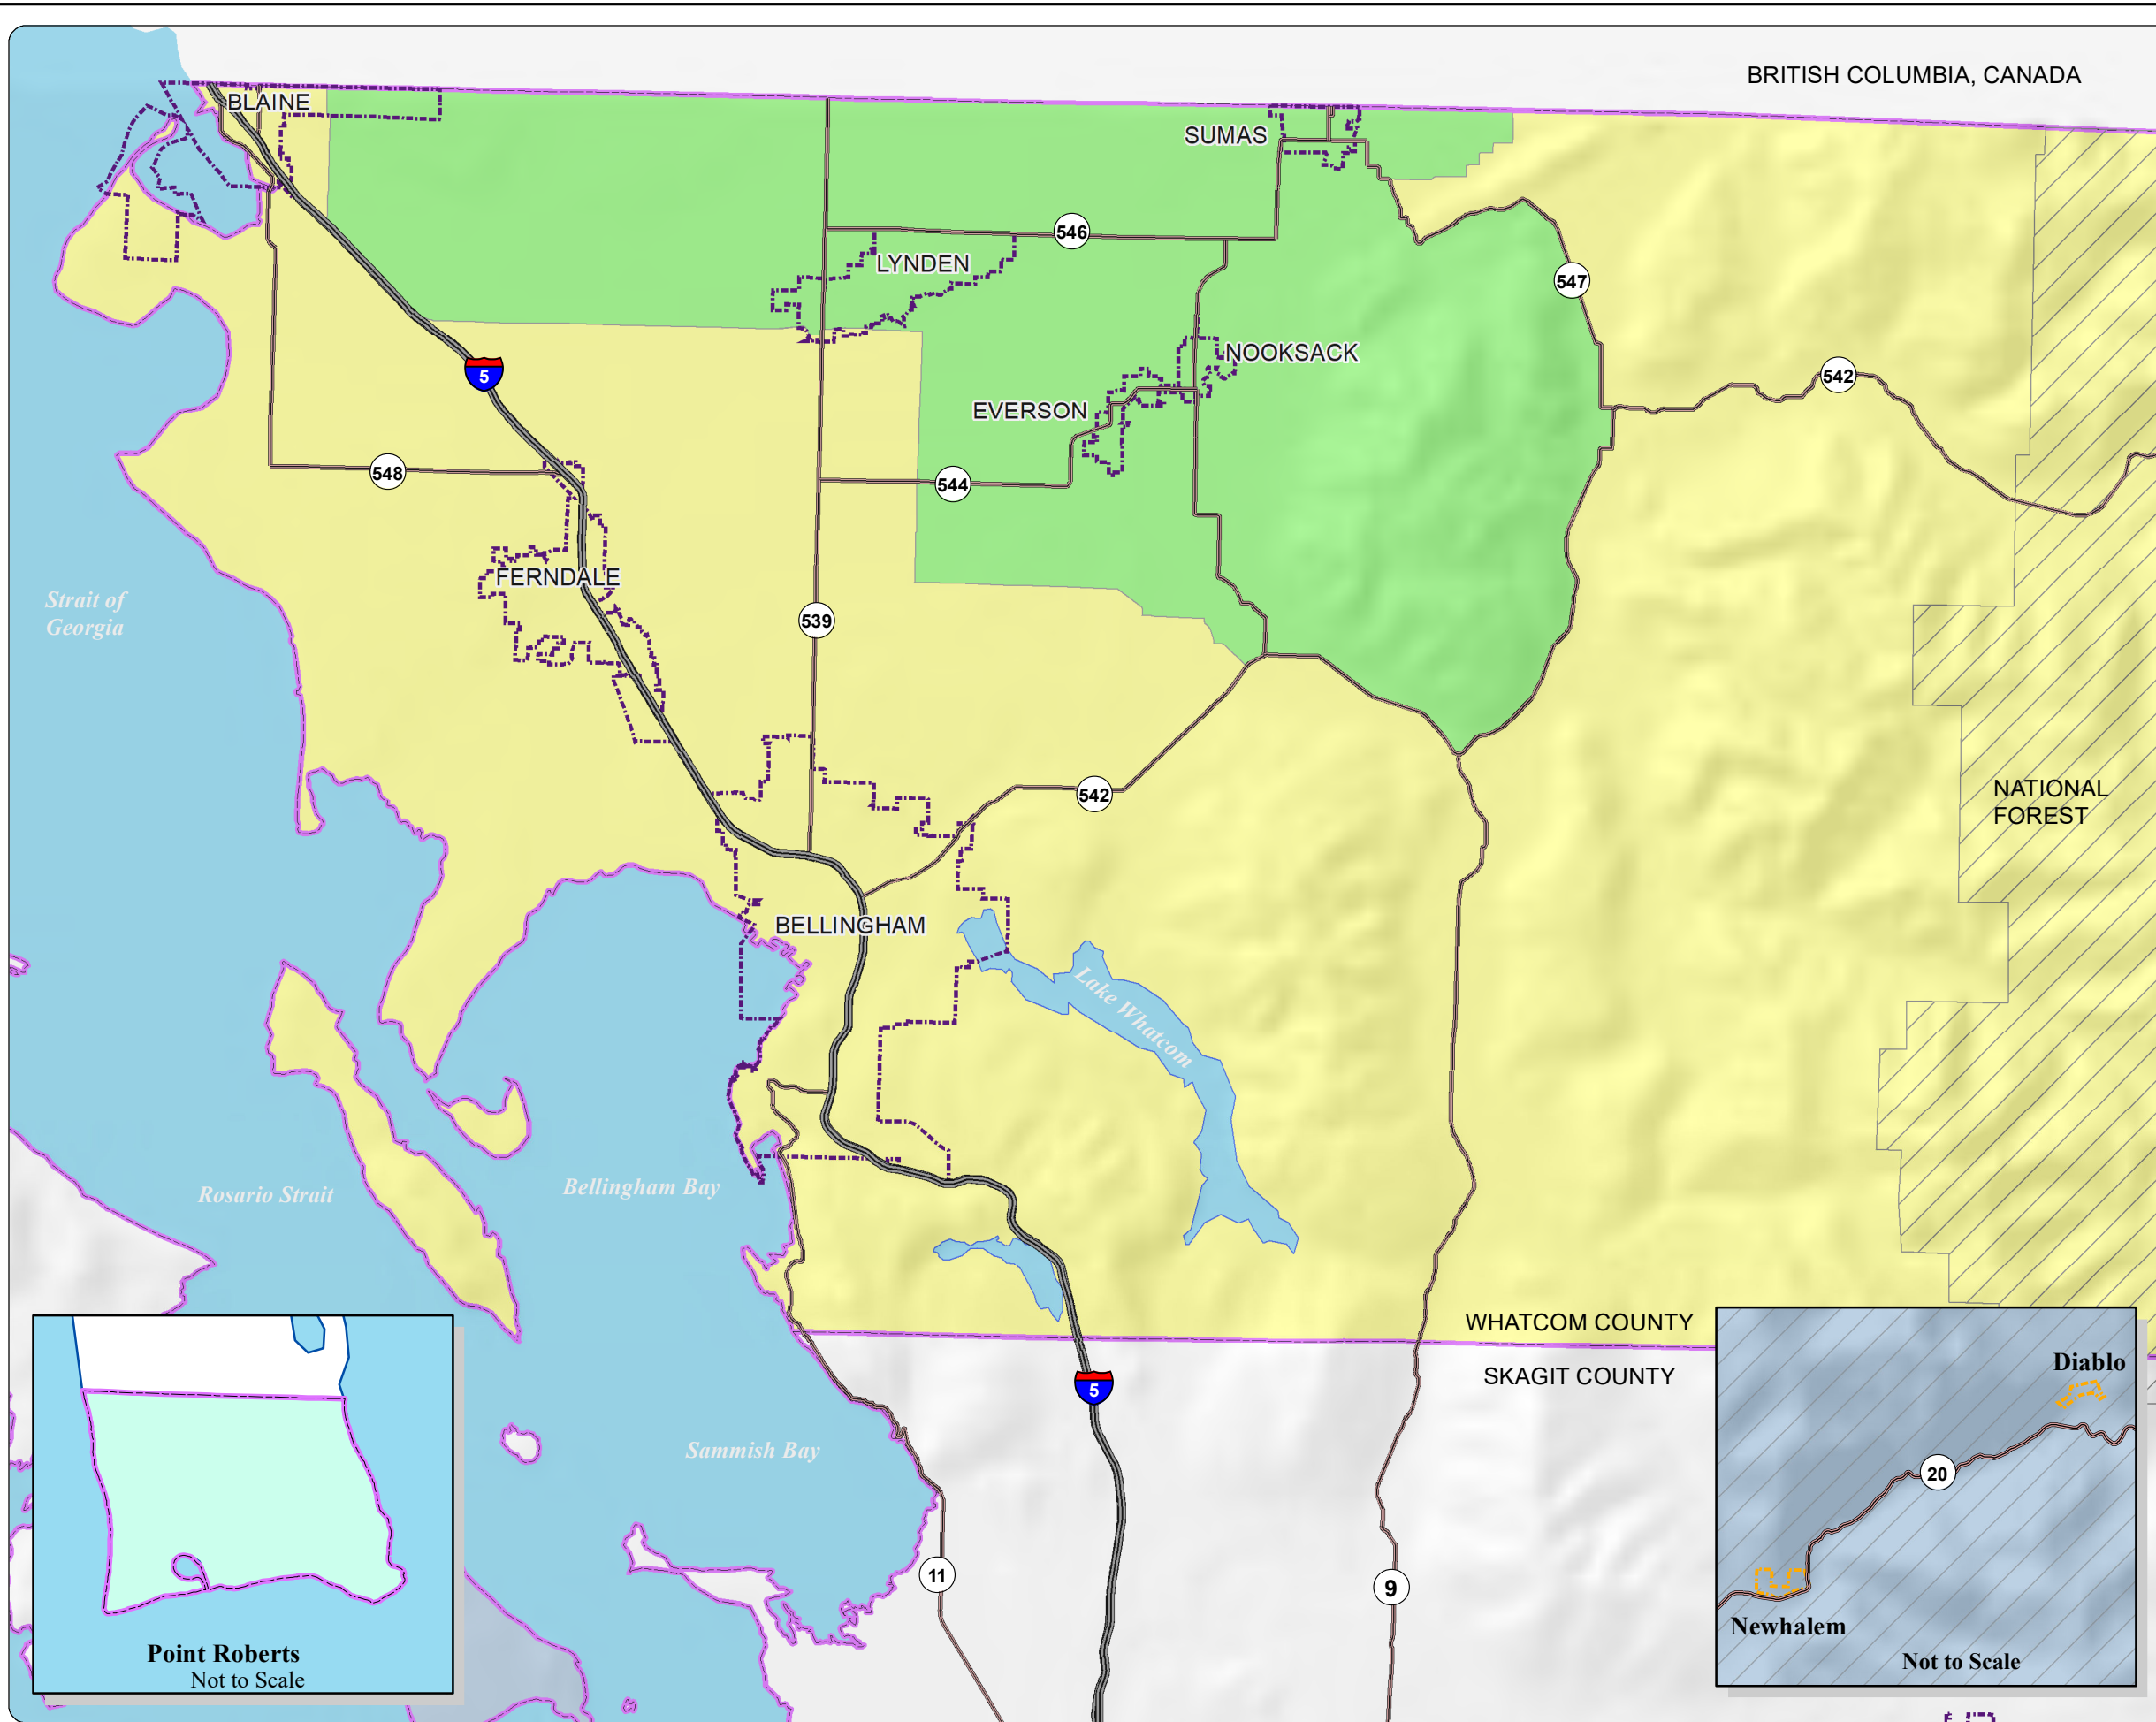 BRITISH COLUMBIA, CANADA
BLAINE
SUMAS
546
LYNDEN
547
NOOKSACK
5
542
EVERSON
548
544
FERNDALE
Strait of
Georgia
539
NATIONAL
FOREST
542
BELLINGHAM
Lake Whatcom
Rosario Strait
Bellingham Bay
WHATCOM COUNTY
SKAGIT COUNTY
5
Diablo
Sammish Bay
20
11
9
Newhalem
Not to Scale
Point Roberts
Not to Scale